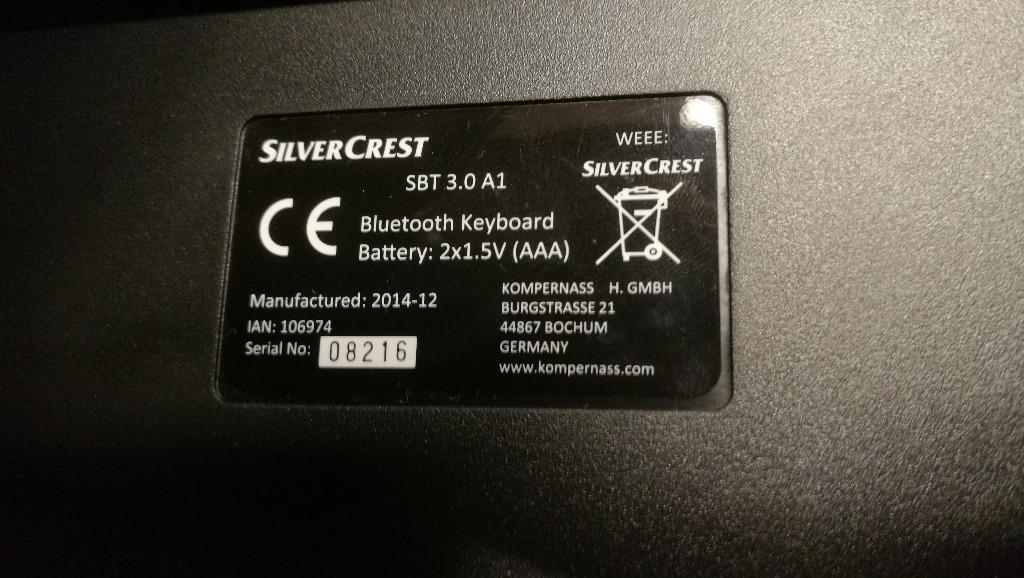 SILVERCREST
SBT 3.0 A1
Bluetooth Keyboard
Battery: 2x1.5V (AAA)
CE
WEEE:
SILVERCREST
Manufactured: 2014-12
IAN: 106974
Serial No: 08216
KOMPERNASS H. GMBH
BURGSTRASSE 21
44867 BOCHUM
GERMANY
www.kompernass.com